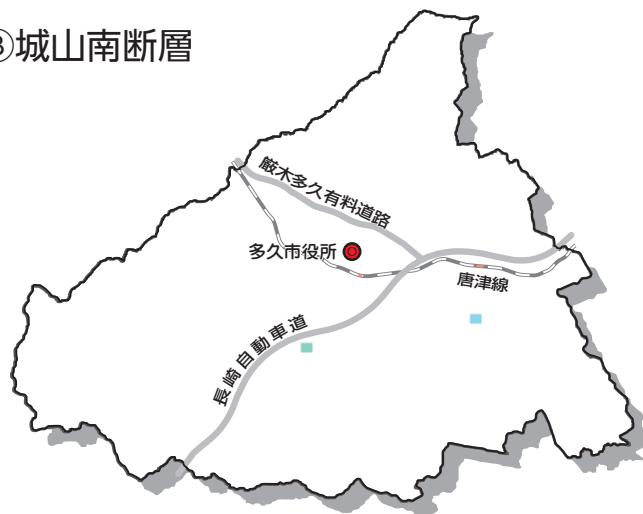 ③城山南断層
厳木多久有料道路
多久市役所
唐津線
長崎自動車道